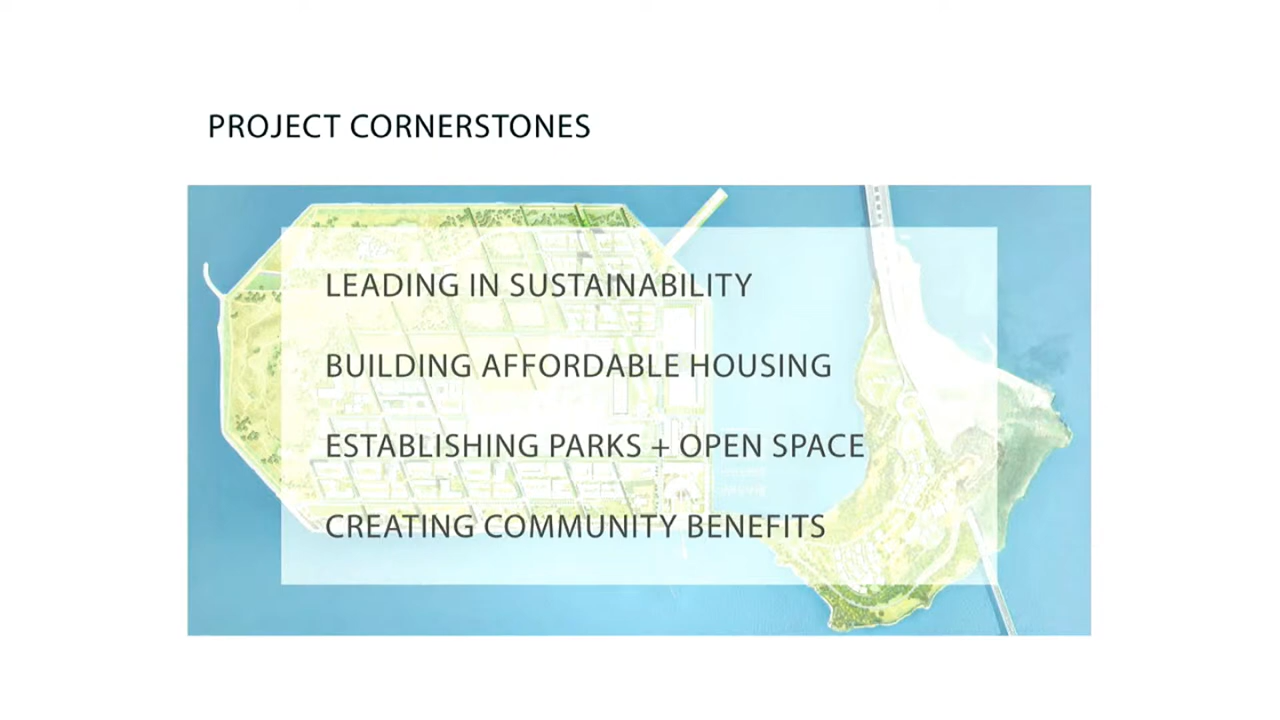 PROJECT CORNERSTONES
LEADING IN SUSTAINABILITY
BUILDING AFFORDABLE HOUSING
ESTABLISHING PARKS + OPEN SPACE
CREATING COMMUNITY BENEFITS